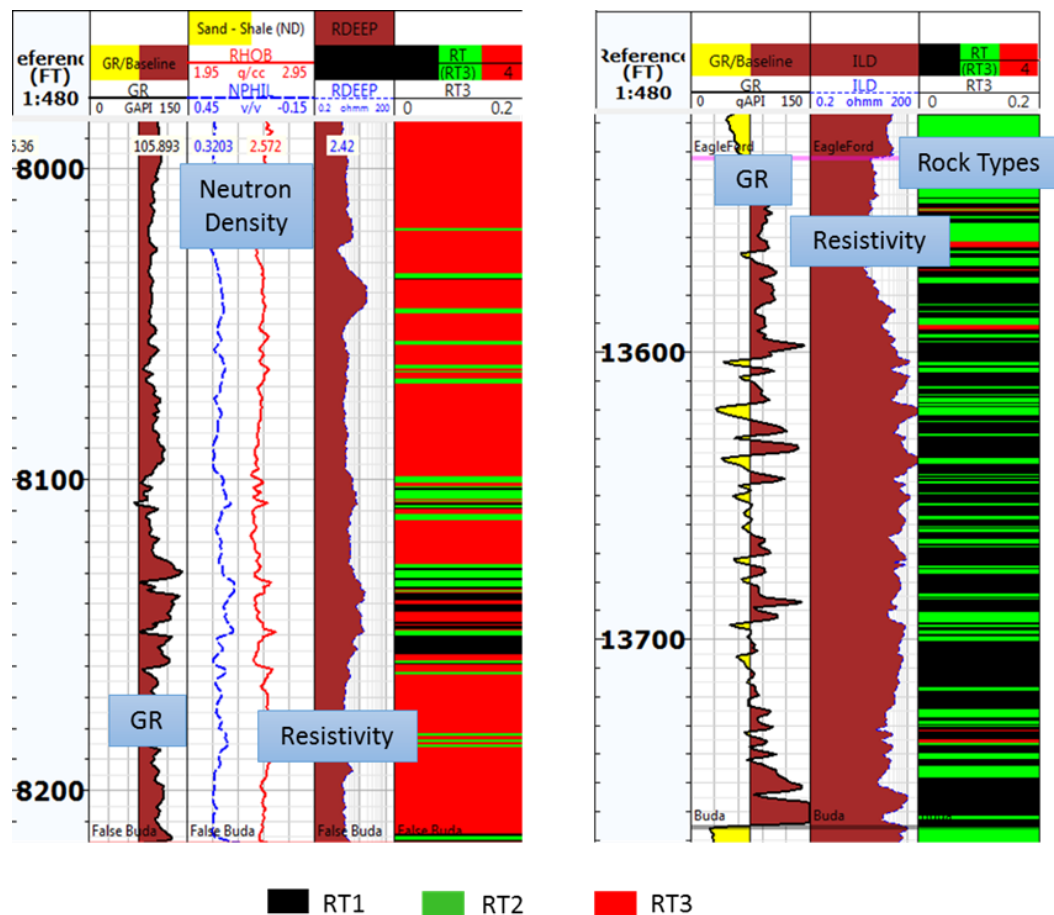 Sand - Shale (ND)
RDEEP
eference
(FT)
1:480
GR/Baseline
RHOB
1.95 g/cc 2.95
RT
(RT3)
4
GR
NPHIL
RDEEP
RT3
0 GAPI 150
0.45 v/v -0.15
0.2 ohmm 200
0 0.2
5.36
105.893
0.3203
2.572
2.42
8000
Neutron
Density
8100
GR
Resistivity
8200
False Buda
False Buda
False Buda
False Buda
Reference
(FT)
1:480
GR/Baseline
ILD
RT
(RT3)
4
GR
ILD
RT3
0 gAPI 150
0.2 ohmm 200
0 0.2
EagleFord
EagleFord
Rock Types
GR
Resistivity
13600
13700
Buda
Buda
RT1
RT2
RT3